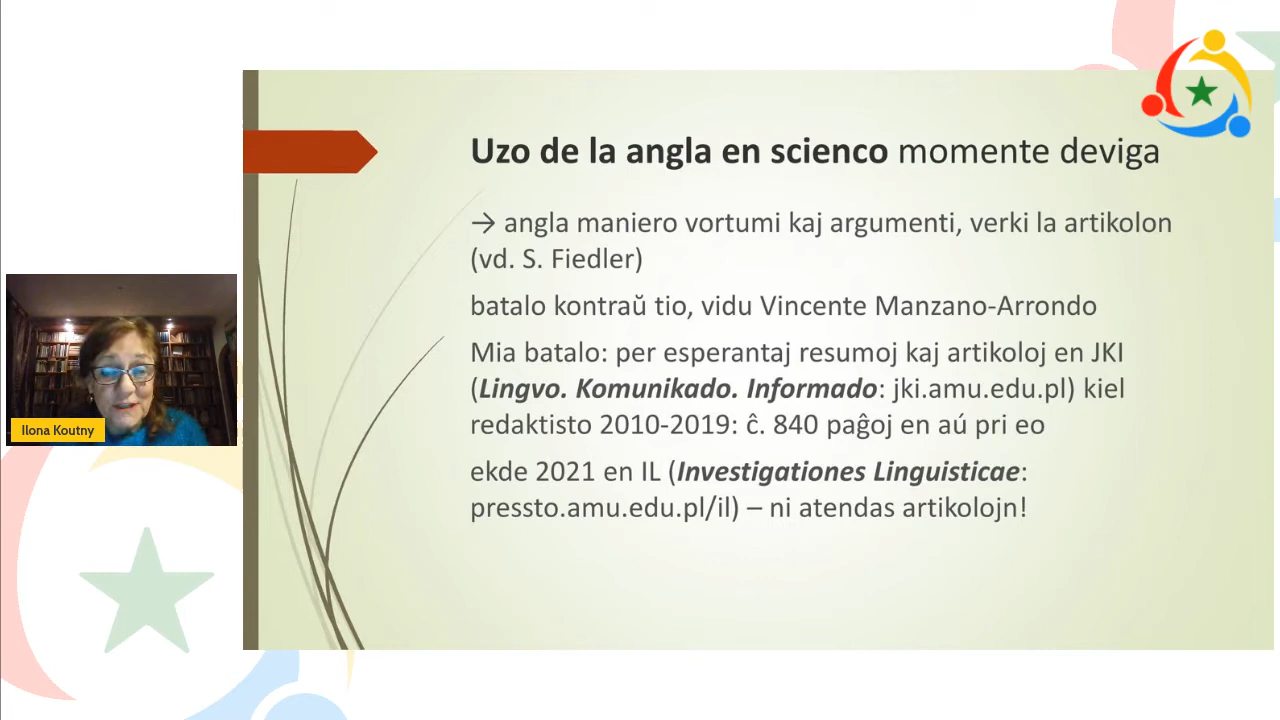 Uzo de la angla en scienco momente deviga
→ angla maniero vortumi kaj argumenti, verki la artikolon
(vd. S. Fiedler)
batalo kontraŭ tio, vidu Vincente Manzano-Arrondo
Mia batalo: per esperantaj resumoj kaj artikoloj en JKI
(Lingvo. Komunikado. Informado: jki.amu.edu.pl) kiel
redaktisto 2010-2019: ĉ. 840 paĝoj en aú pri eo
ekde 2021 en IL (Investigationes Linguisticae:
pressto.amu.edu.pl/il) – ni atendas artikolojn!
Ilona Koutny